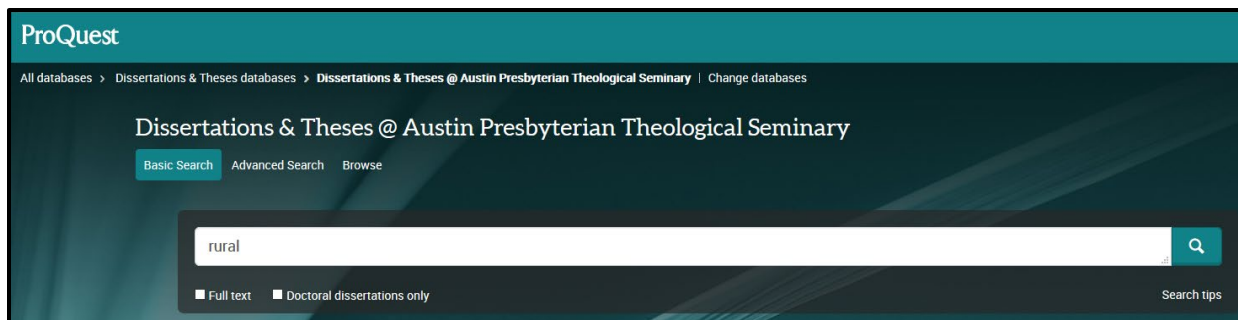 ProQuest
All databases > Dissertations & Theses databases > Dissertations & Theses @ Austin Presbyterian Theological Seminary | Change databases
Dissertations & Theses @ Austin Presbyterian Theological Seminary
Basic Search Advanced Search Browse
rural
Full text Doctoral dissertations only Search tips